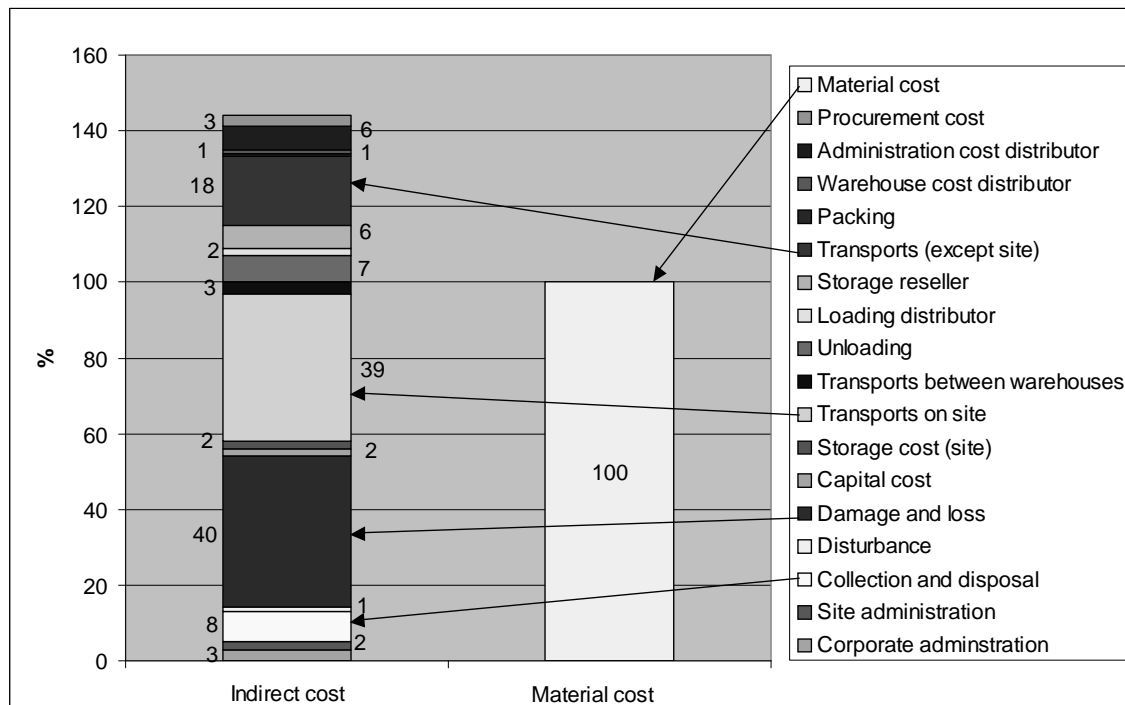 160
140
120
100
80
60
40
20
0
%
3
6
1
1
18
6
2
7
3
39
2
2
40
1
8
2
3
100
Indirect cost
Material cost
Material cost
Procurement cost
Administration cost distributor
Warehouse cost distributor
Packing
Transports (except site)
Storage reseller
Loading distributor
Unloading
Transports between warehouses
Transports on site
Storage cost (site)
Capital cost
Damage and loss
Disturbance
Collection and disposal
Site administration
Corporate adminstration